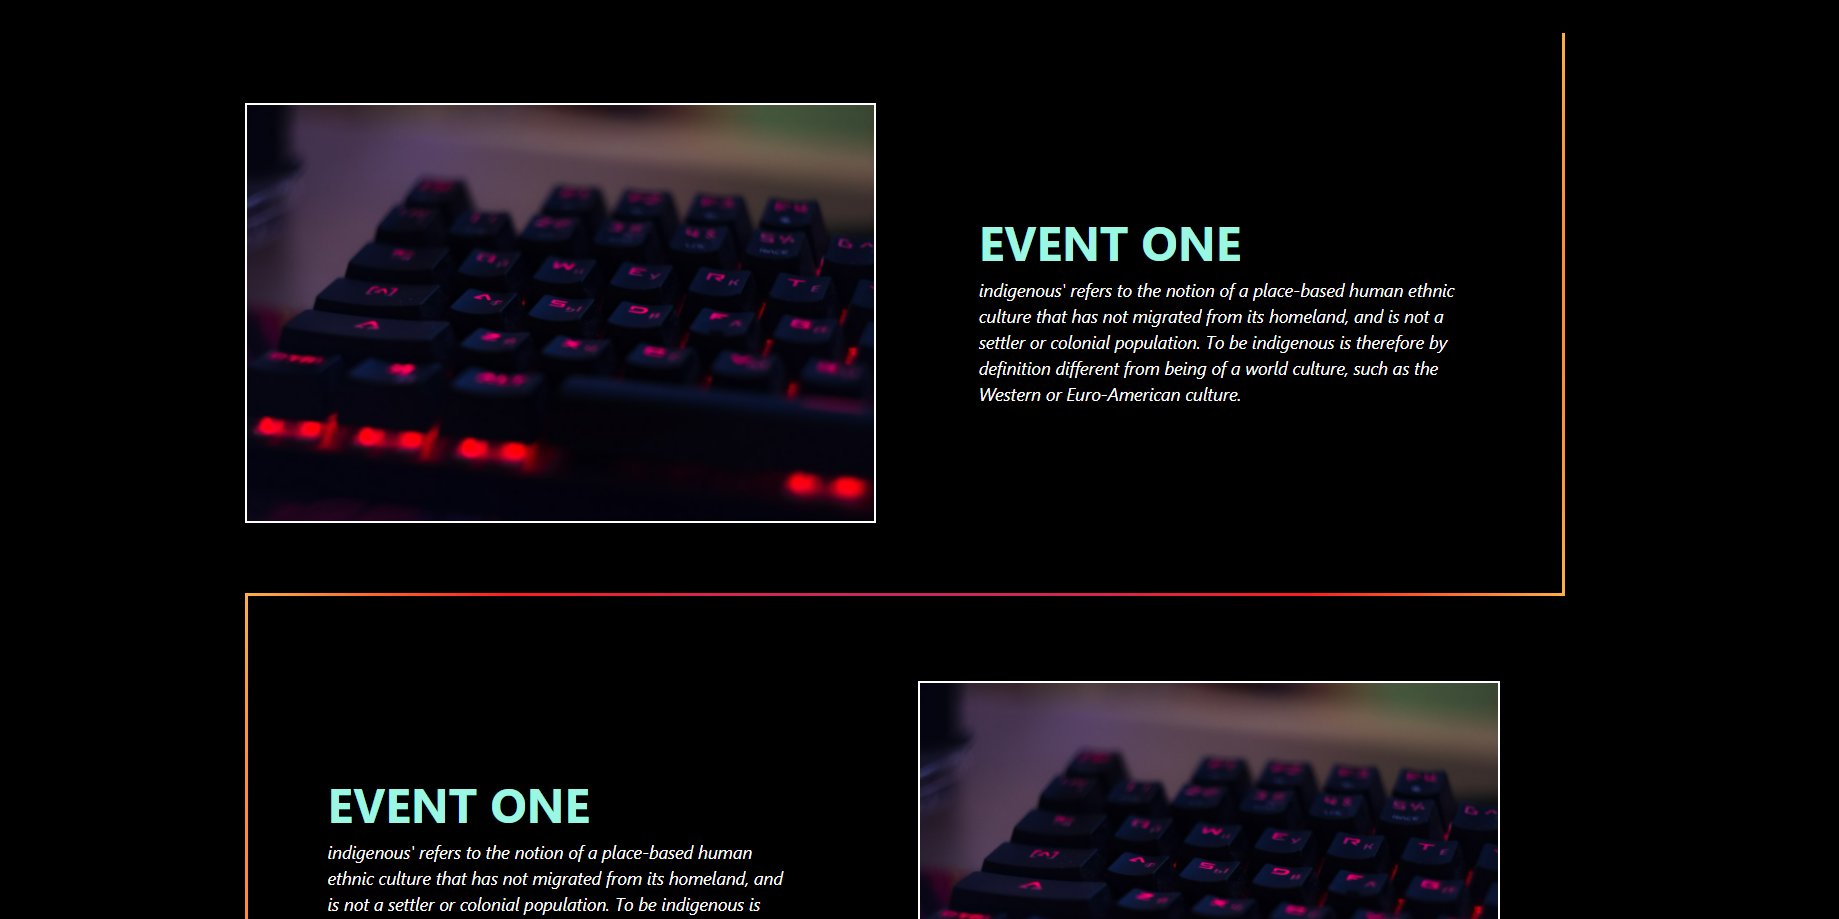 EVENT ONE
indigenous' refers to the notion of a place-based human ethnic
culture that has not migrated from its homeland, and is not a
settler or colonial population. To be indigenous is therefore by
definition different from being of a world culture, such as the
Western or Euro-American culture.
EVENT ONE
indigenous' refers to the notion of a place-based human
ethnic culture that has not migrated from its homeland, and
is not a settler or colonial population. To be indigenous is